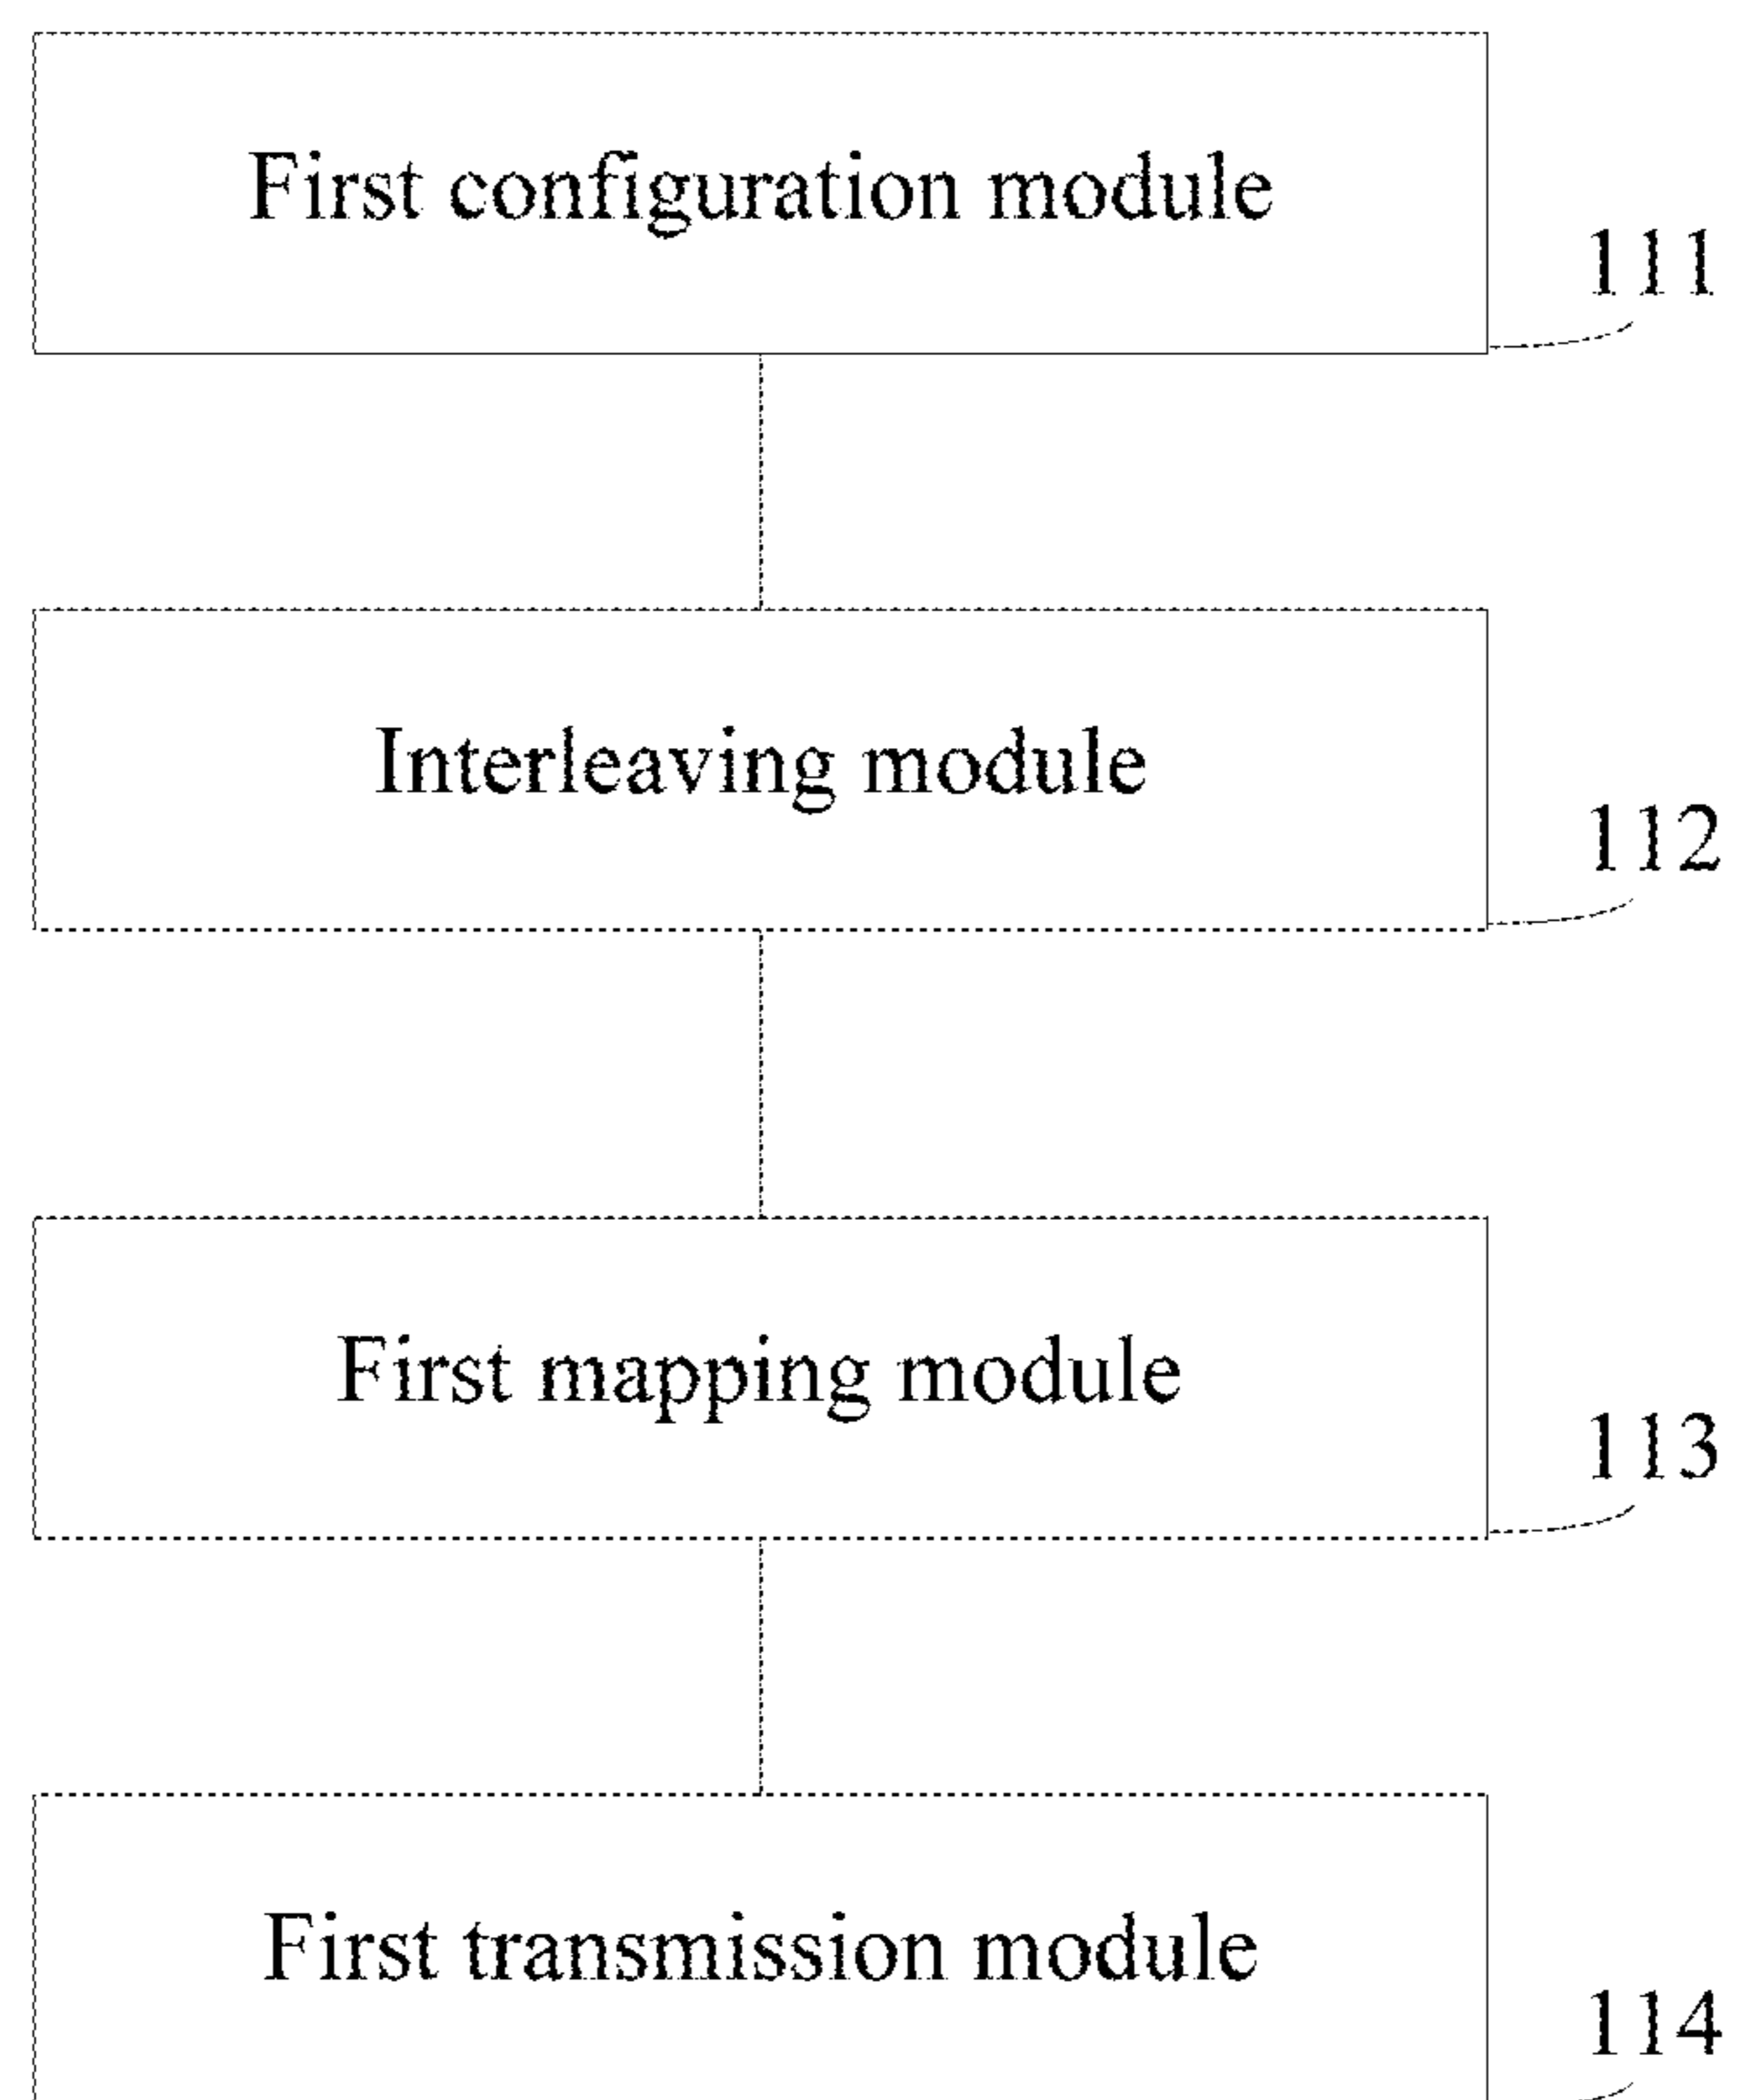 First configuration module
111
Interleaving module
112
First mapping module
113
First transmission module
114